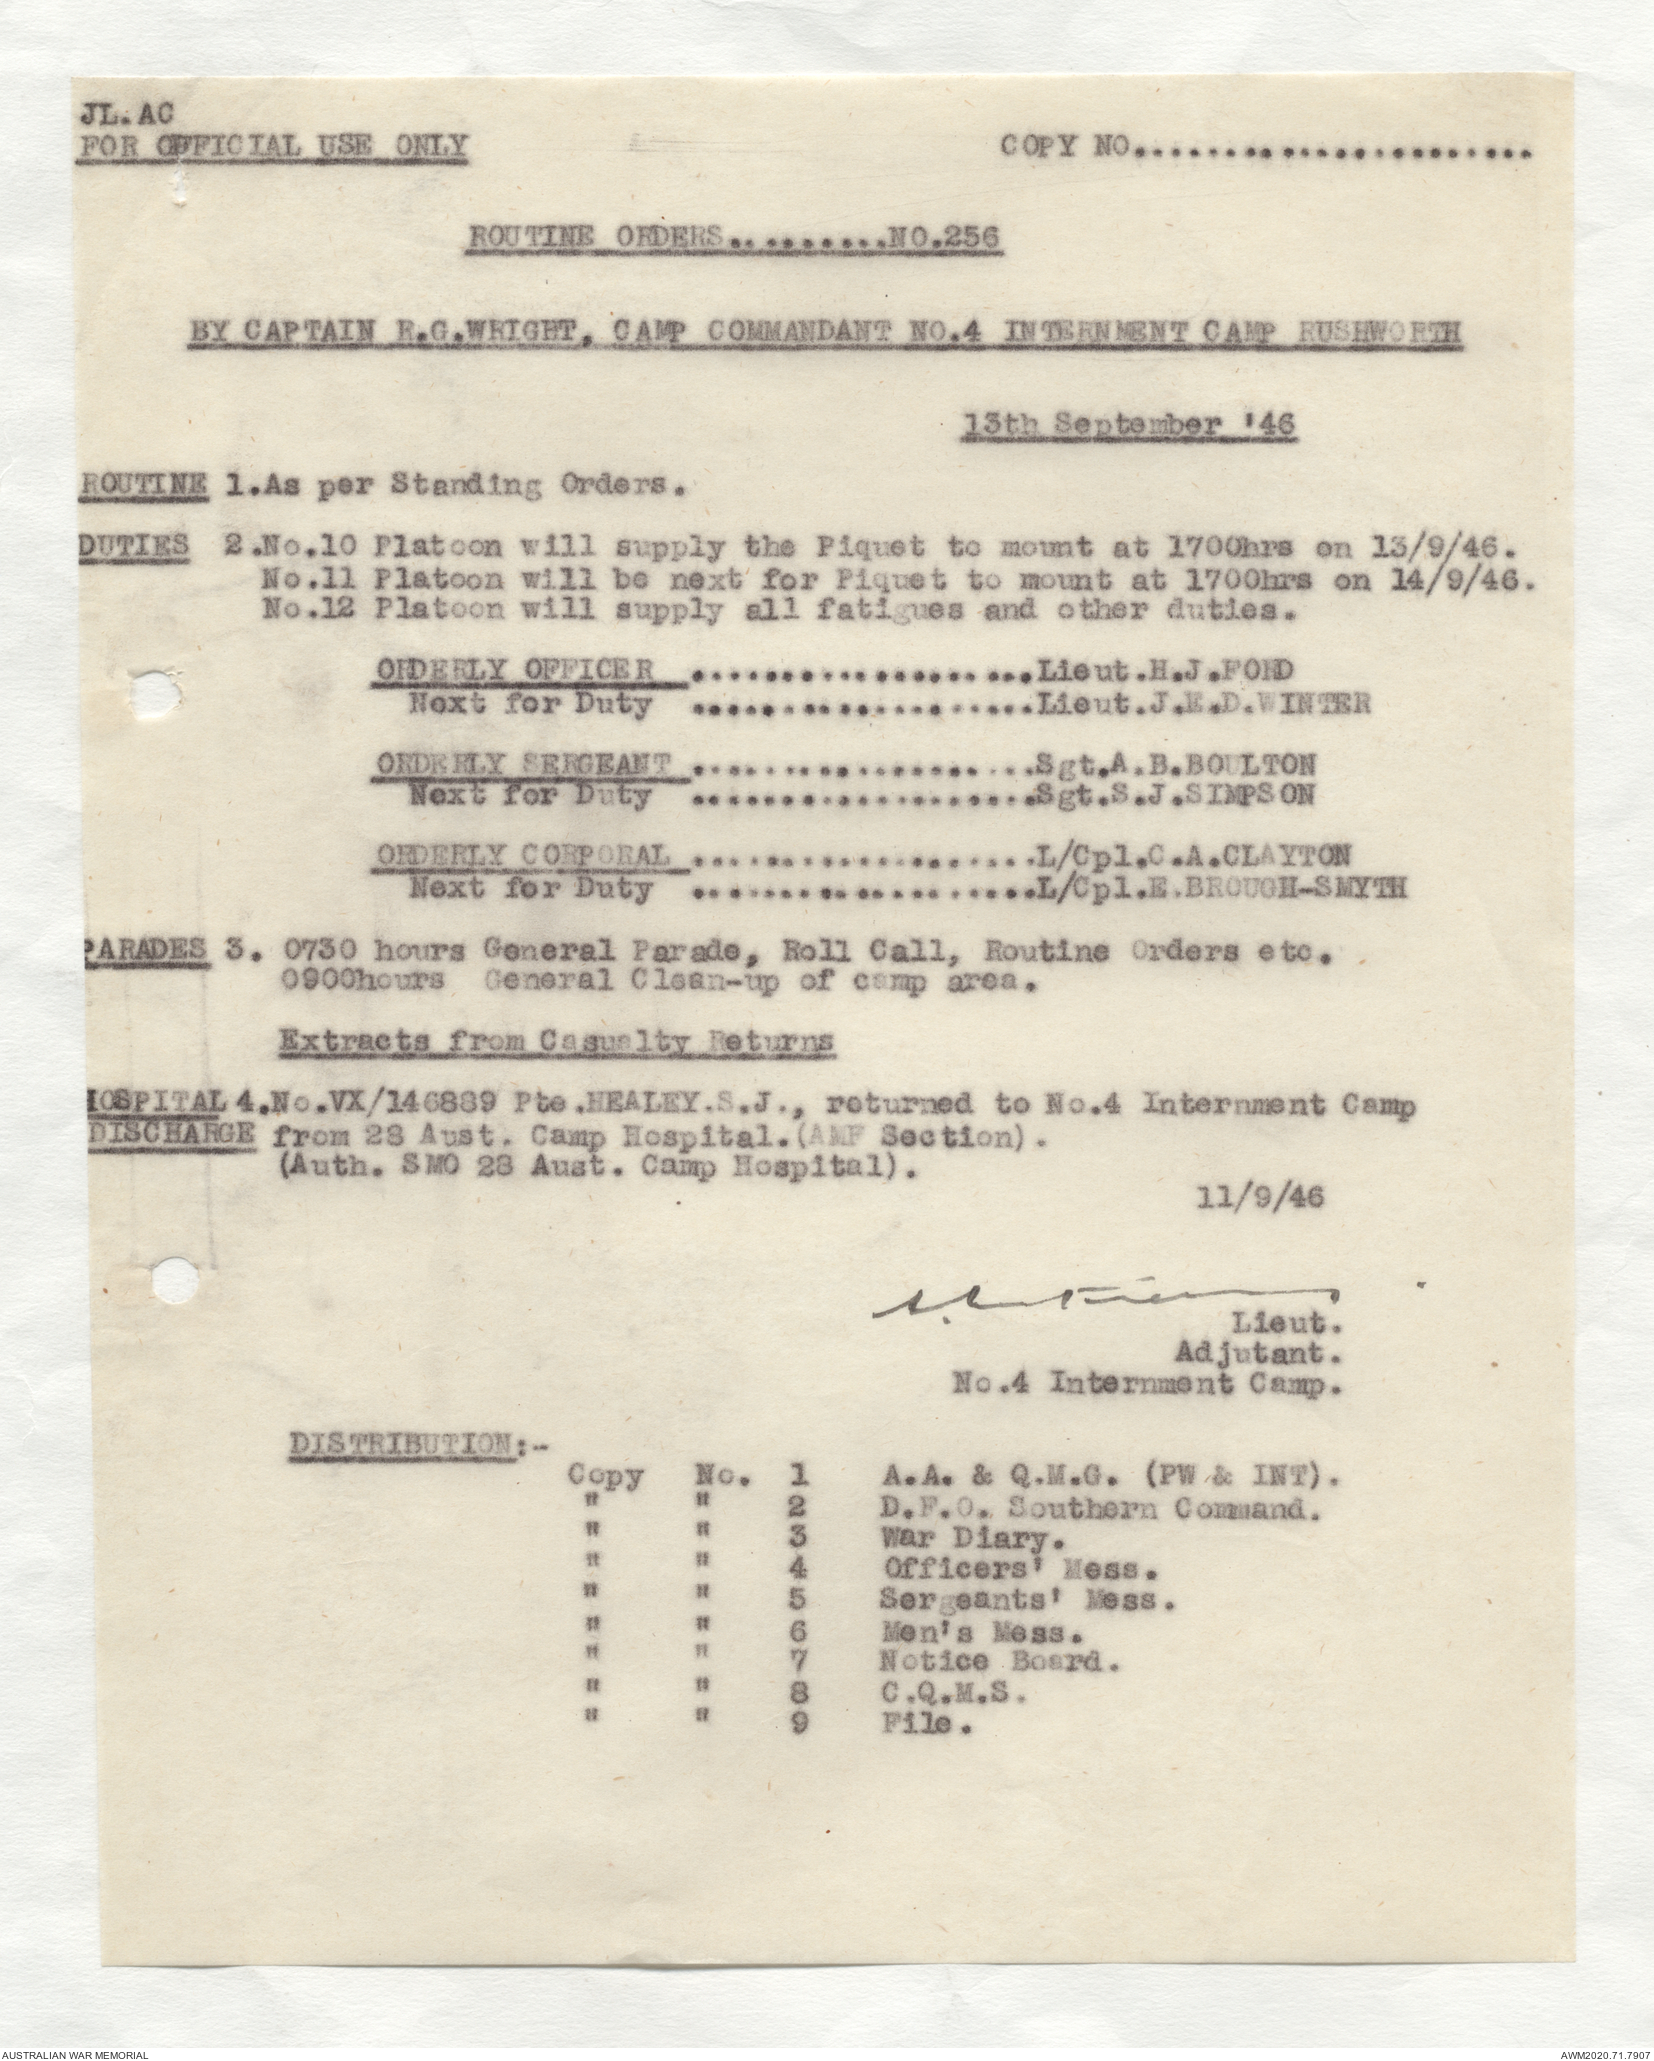 JL.AC
FOR OFFICIAL USE ONLY COPY NO........................
ROUTINE ORDERS..........NO.256
BY CAPTAIN R.G.WRIGHT, CAMP COMMANDANT NO.4 INTERNMENT CAMP RUSHWORTH
13th September '46
ROUTINE 1.As per Standing Orders.
DUTIES 2.No.10 Platoon will supply the Piquet to mount at 1700hrs on 13/9/46.
No.11 Platoon will be next for Piquet to mount at 1700hrs on 14/9/46.
No.12 Platoon will supply all fatigues and other duties.
ORDERLY OFFICER ...................Lieut.H.J.FORD
Next for Duty ...................Lieut.J.E.D.WINTER
ORDERLY SERGEANT ...................Sgt.A.B.BOULTON
Next for Duty ...................Sgt.S.J.SIMPSON
ORDERLY CORPORAL ...................L/Cpl.C.A.CLAYTON
Next for Duty ...................L/Cpl.E.BROUGH-SMYTH
PARADES 3. 0730 hours General Parade, Roll Call, Routine Orders etc.
0900hours General Clean-up of camp area.
Extracts from Casualty Returns
HOSPITAL 4.No.VX/146889 Pte.HEALEY.S.J., returned to No.4 Internment Camp
DISCHARGE from 28 Aust. Camp Hospital.(AMF Section).
(Auth. SMO 28 Aust. Camp Hospital).
11/9/46
Lieut.
Adjutant.
No.4 Internment Camp.
DISTRIBUTION:-
Copy No. 1 A.A. & Q.M.G. (PW & INT).
" " 2 D.F.O. Southern Command.
" " 3 War Diary.
" " 4 Officers' Mess.
" " 5 Sergeants' Mess.
" " 6 Men's Mess.
" " 7 Notice Board.
" " 8 C.Q.M.S.
" " 9 File.
AUSTRALIAN WAR MEMORIAL AWM2020.71.7907